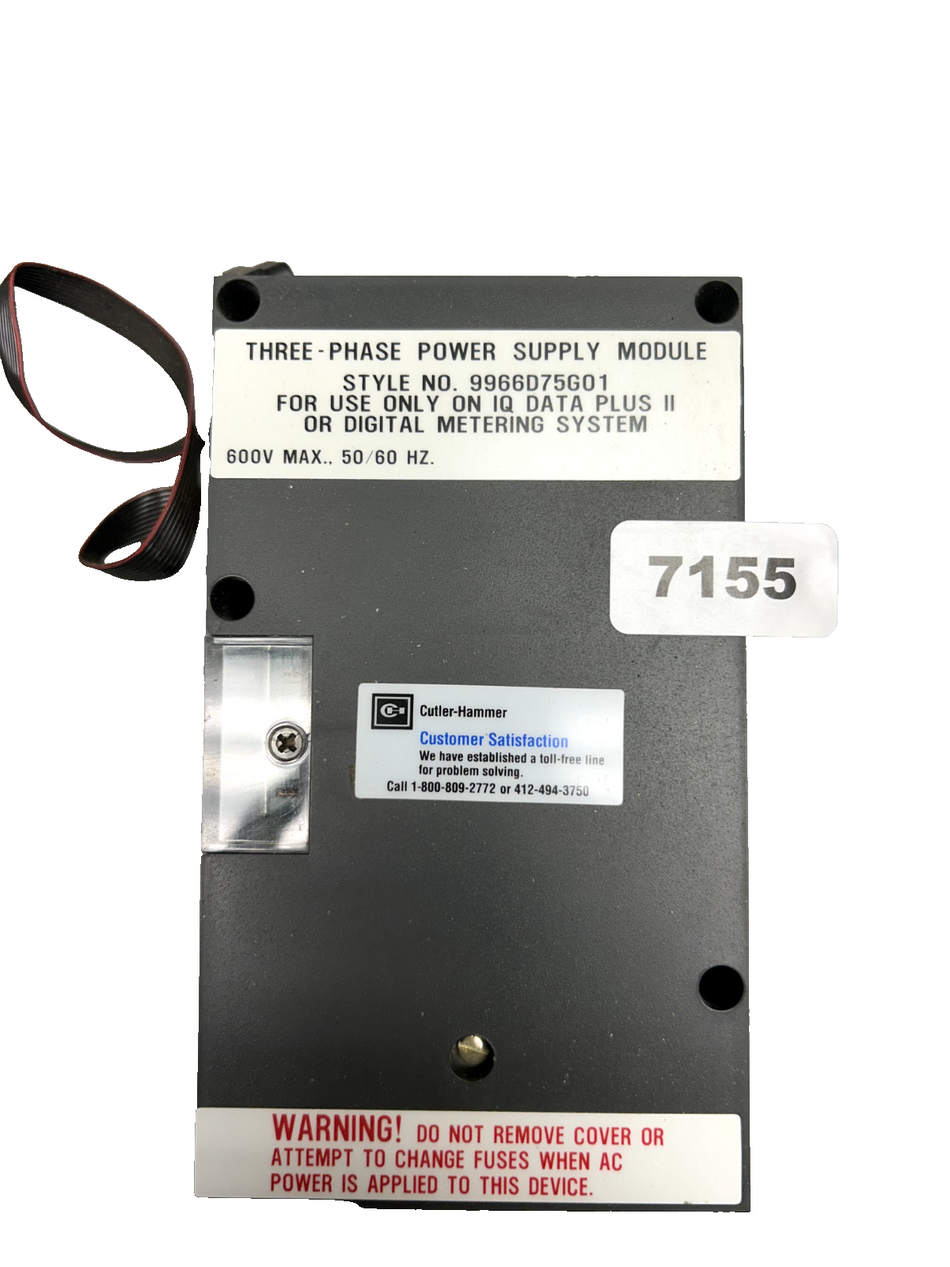 THREE-PHASE POWER SUPPLY MODULE
STYLE NO. 9966D75G01
FOR USE ONLY ON IQ DATA PLUS II
OR DIGITAL METERING SYSTEM
600V MAX., 50/60 HZ.
7155
Cutler-Hammer
Customer Satisfaction
We have established a toll-free line
for problem solving.
Call 1-800-809-2772 or 412-494-3750
WARNING! DO NOT REMOVE COVER OR
ATTEMPT TO CHANGE FUSES WHEN AC
POWER IS APPLIED TO THIS DEVICE.